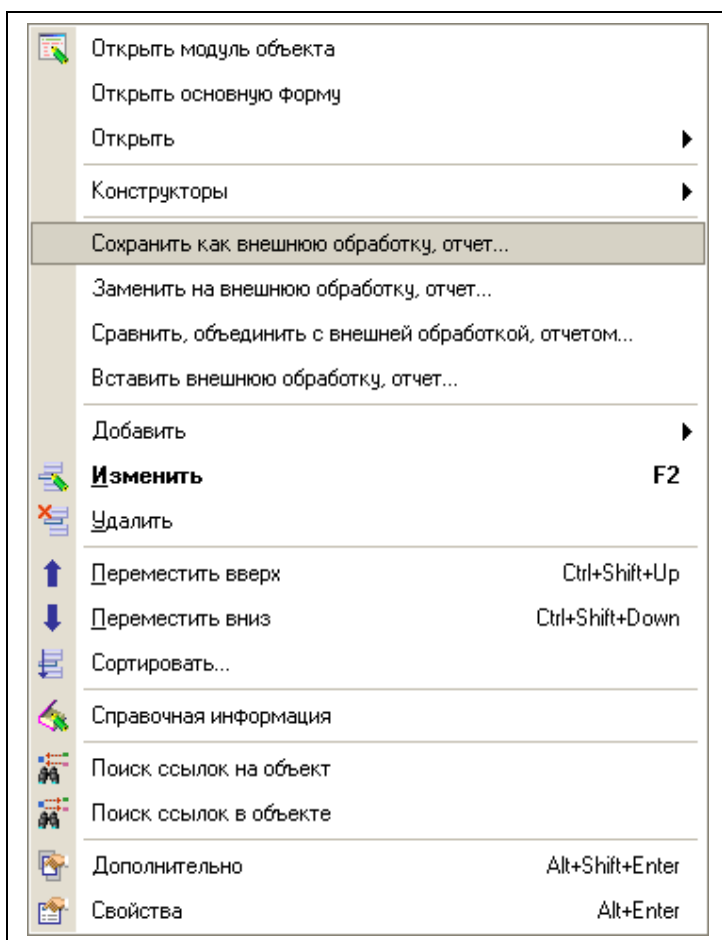 Открыть модуль объекта
Открыть основную форму
Открыть
Конструкторы
Сохранить как внешнюю обработку, отчет...
Заменить на внешнюю обработку, отчет...
Сравнить, объединить с внешней обработкой, отчетом...
Вставить внешнюю обработку, отчет...
Добавить
Изменить F2
Удалить
Переместить вверх Ctrl+Shift+Up
Переместить вниз Ctrl+Shift+Down
Сортировать...
Справочная информация
Поиск ссылок на объект
Поиск ссылок в объекте
Дополнительно Alt+Shift+Enter
Свойства Alt+Enter